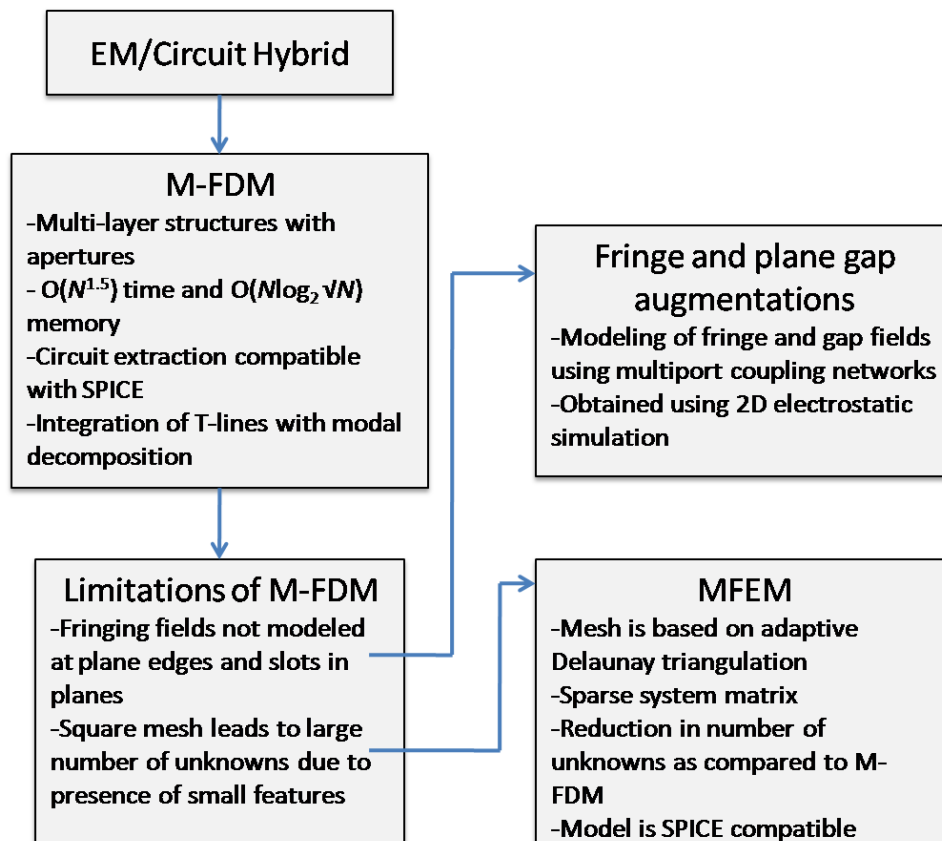 EM/Circuit Hybrid
M-FDM
-Multi-layer structures with
apertures
- O(N^1.5) time and O(Nlog₂ √N)
memory
-Circuit extraction compatible
with SPICE
-Integration of T-lines with modal
decomposition
Fringe and plane gap
augmentations
-Modeling of fringe and gap fields
using multiport coupling networks
-Obtained using 2D electrostatic
simulation
Limitations of M-FDM
-Fringing fields not modeled
at plane edges and slots in
planes
-Square mesh leads to large
number of unknowns due to
presence of small features
MFEM
-Mesh is based on adaptive
Delaunay triangulation
-Sparse system matrix
-Reduction in number of
unknowns as compared to M-
FDM
-Model is SPICE compatible